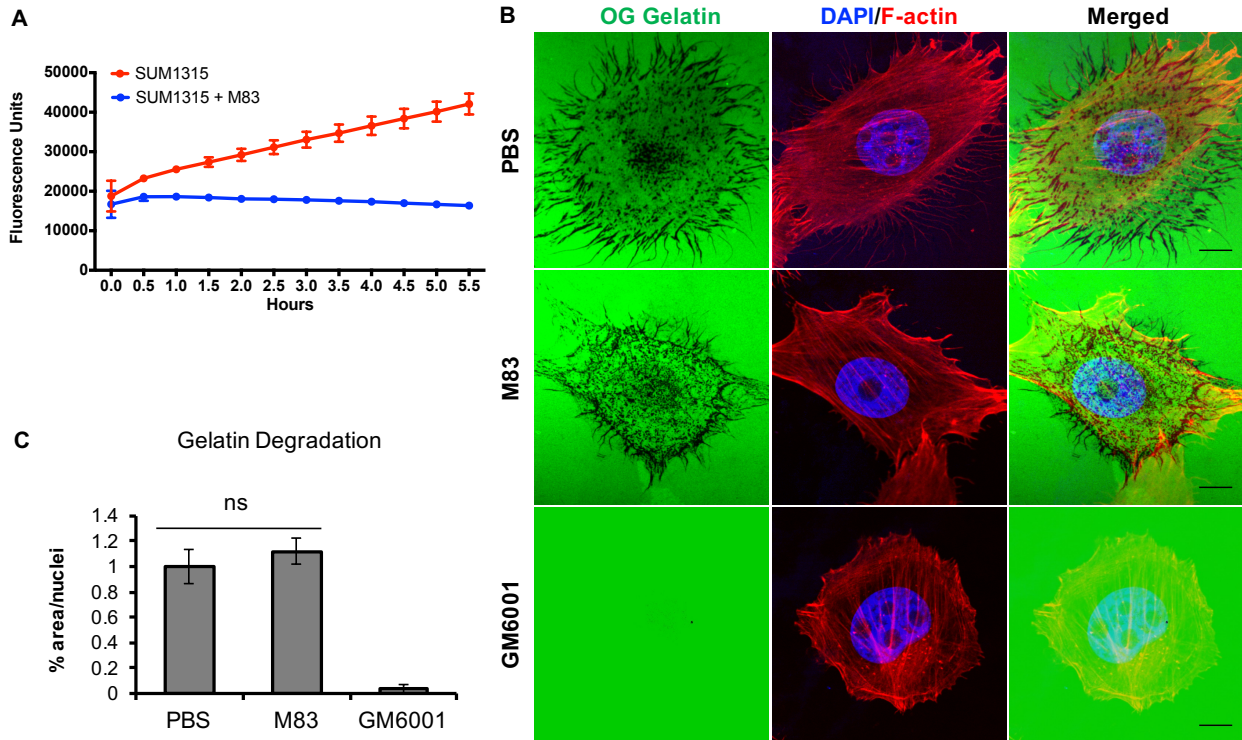 A
Fluorescence Units
50000
40000
30000
20000
10000
0
SUM1315
SUM1315 + M83
0.0 0.5 1.0 1.5 2.0 2.5 3.0 3.5 4.0 4.5 5.0 5.5
Hours
B
OG Gelatin DAPI/F-actin Merged
PBS
M83
GM6001
C
Gelatin Degradation
ns
% area/nuclei
1.4
1.2
1
0.8
0.6
0.4
0.2
0
PBS M83 GM6001